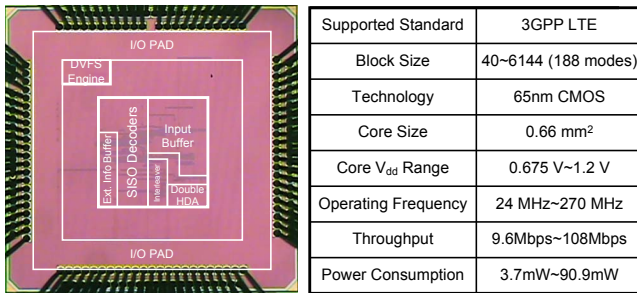 I/O PAD
DVFS
Engine
Ext. Info Buffer
SISO Decoders
Input
Buffer
Interleaver
Double
HDA
I/O PAD
Supported Standard 3GPP LTE
Block Size 40~6144 (188 modes)
Technology 65nm CMOS
Core Size 0.66 mm²
Core Vdd Range 0.675 V~1.2 V
Operating Frequency 24 MHz~270 MHz
Throughput 9.6Mbps~108Mbps
Power Consumption 3.7mW~90.9mW